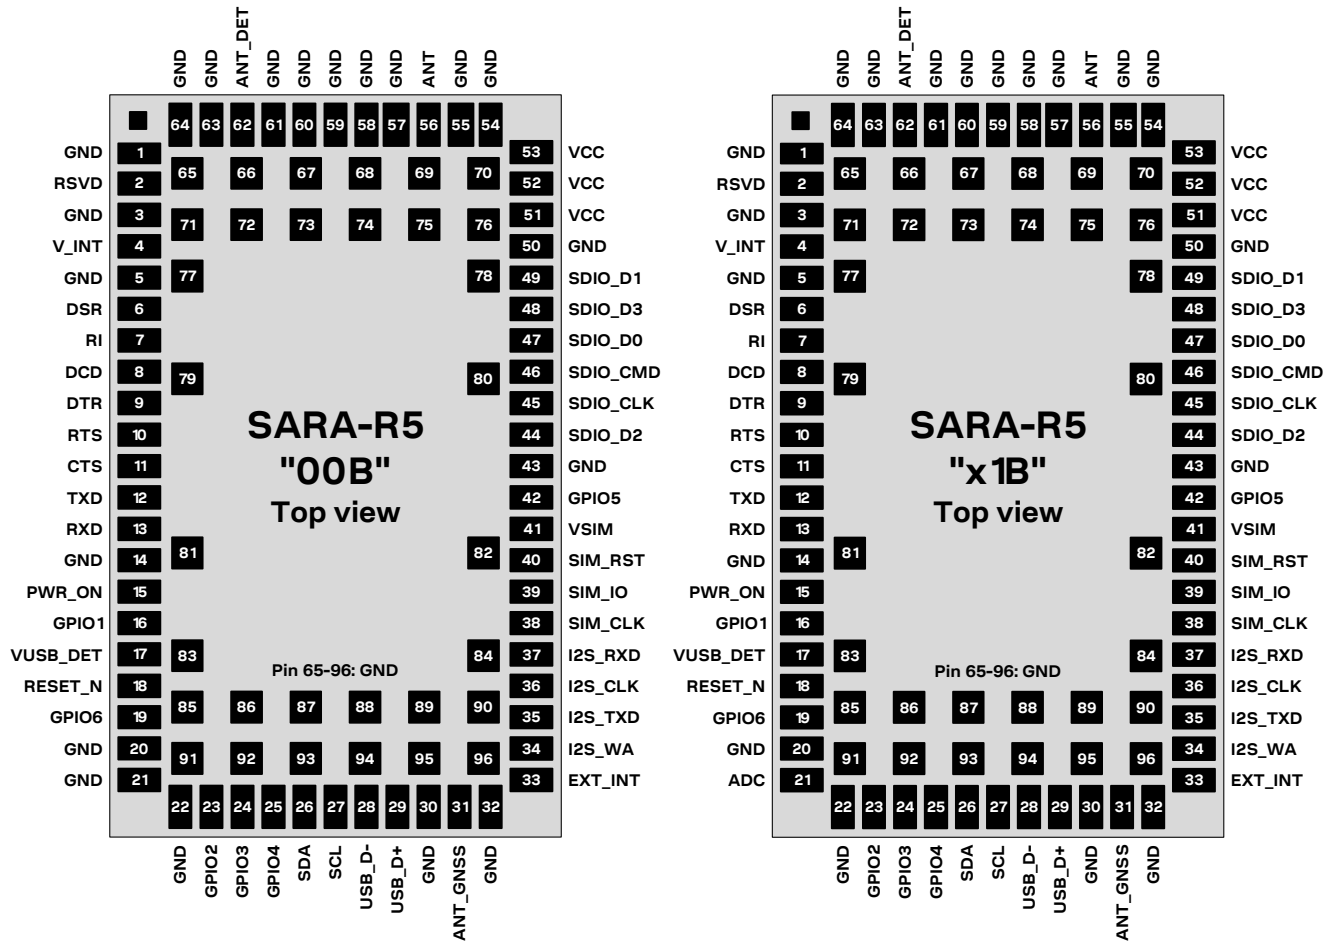 GND GND ANT_DET GND GND GND GND GND ANT GND GND
64 63 62 61 60 59 58 57 56 55 54
GND 1 65 66 67 68 69 70 53 VCC
RSVD 2 52 VCC
GND 3 71 72 73 74 75 76 51 VCC
V_INT 4 50 GND
GND 5 77 78 49 SDIO_D1
DSR 6 48 SDIO_D3
RI 7 47 SDIO_D0
DCD 8 79 80 46 SDIO_CMD
DTR 9 45 SDIO_CLK
RTS 10 44 SDIO_D2
CTS 11 43 GND
TXD 12 42 GPIO5
RXD 13 41 VSIM
GND 14 81 82 40 SIM_RST
PWR_ON 15 39 SIM_IO
GPIO1 16 38 SIM_CLK
VUSB_DET 17 83 84 37 I2S_RXD
RESET_N 18 36 I2S_CLK
GPIO6 19 85 86 87 88 89 90 35 I2S_TXD
GND 20 91 92 93 94 95 96 34 I2S_WA
GND 21 33 EXT_INT
SARA-R5
"00B"
Top view
Pin 65-96: GND
22 23 24 25 26 27 28 29 30 31 32
GND GPIO2 GPIO3 GPIO4 SDA SCL USB_D- USB_D+ GND ANT_GNSS GND
GND GND ANT_DET GND GND GND GND GND ANT GND GND
64 63 62 61 60 59 58 57 56 55 54
GND 1 65 66 67 68 69 70 53 VCC
RSVD 2 52 VCC
GND 3 71 72 73 74 75 76 51 VCC
V_INT 4 50 GND
GND 5 77 78 49 SDIO_D1
DSR 6 48 SDIO_D3
RI 7 47 SDIO_D0
DCD 8 79 80 46 SDIO_CMD
DTR 9 45 SDIO_CLK
RTS 10 44 SDIO_D2
CTS 11 43 GND
TXD 12 42 GPIO5
RXD 13 41 VSIM
GND 14 81 82 40 SIM_RST
PWR_ON 15 39 SIM_IO
GPIO1 16 38 SIM_CLK
VUSB_DET 17 83 84 37 I2S_RXD
RESET_N 18 36 I2S_CLK
GPIO6 19 85 86 87 88 89 90 35 I2S_TXD
GND 20 91 92 93 94 95 96 34 I2S_WA
ADC 21 33 EXT_INT
SARA-R5
"x1B"
Top view
Pin 65-96: GND
22 23 24 25 26 27 28 29 30 31 32
GND GPIO2 GPIO3 GPIO4 SDA SCL USB_D- USB_D+ GND ANT_GNSS GND